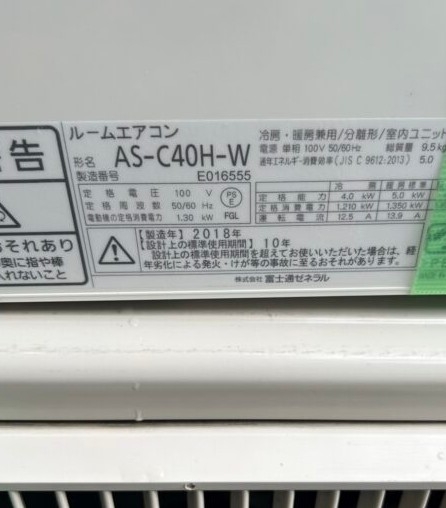 ルームエアコン
形名 AS-C40H-W
製造番号 E016555
冷房・暖房兼用/分離形/室内ユニット
電源 単相 100V 50/60Hz 総質量 9.5kg
通年エネルギー消費効率(JIS C 9612:2013) 5.0
告
定格電圧 100 V
定格周波数 50/60 Hz
電動機の定格消費電力 1.30 kW
PS
E
FGL
冷房 暖房標準
定格能力 4.0 kW 5.0 kW
定格消費電力 1.210 kW 1.350 kW
運転電流 12.5 A 13.9 A
おそれあり
奥に指や棒
入れないこと
【製造年】2018年
【設計上の標準使用期間】10年
設計上の標準使用期間を超えてお使いいただいた場合は、経
年劣化による発火・けが等の事故に至るおそれがあります。
株式会社 富士通ゼネラル